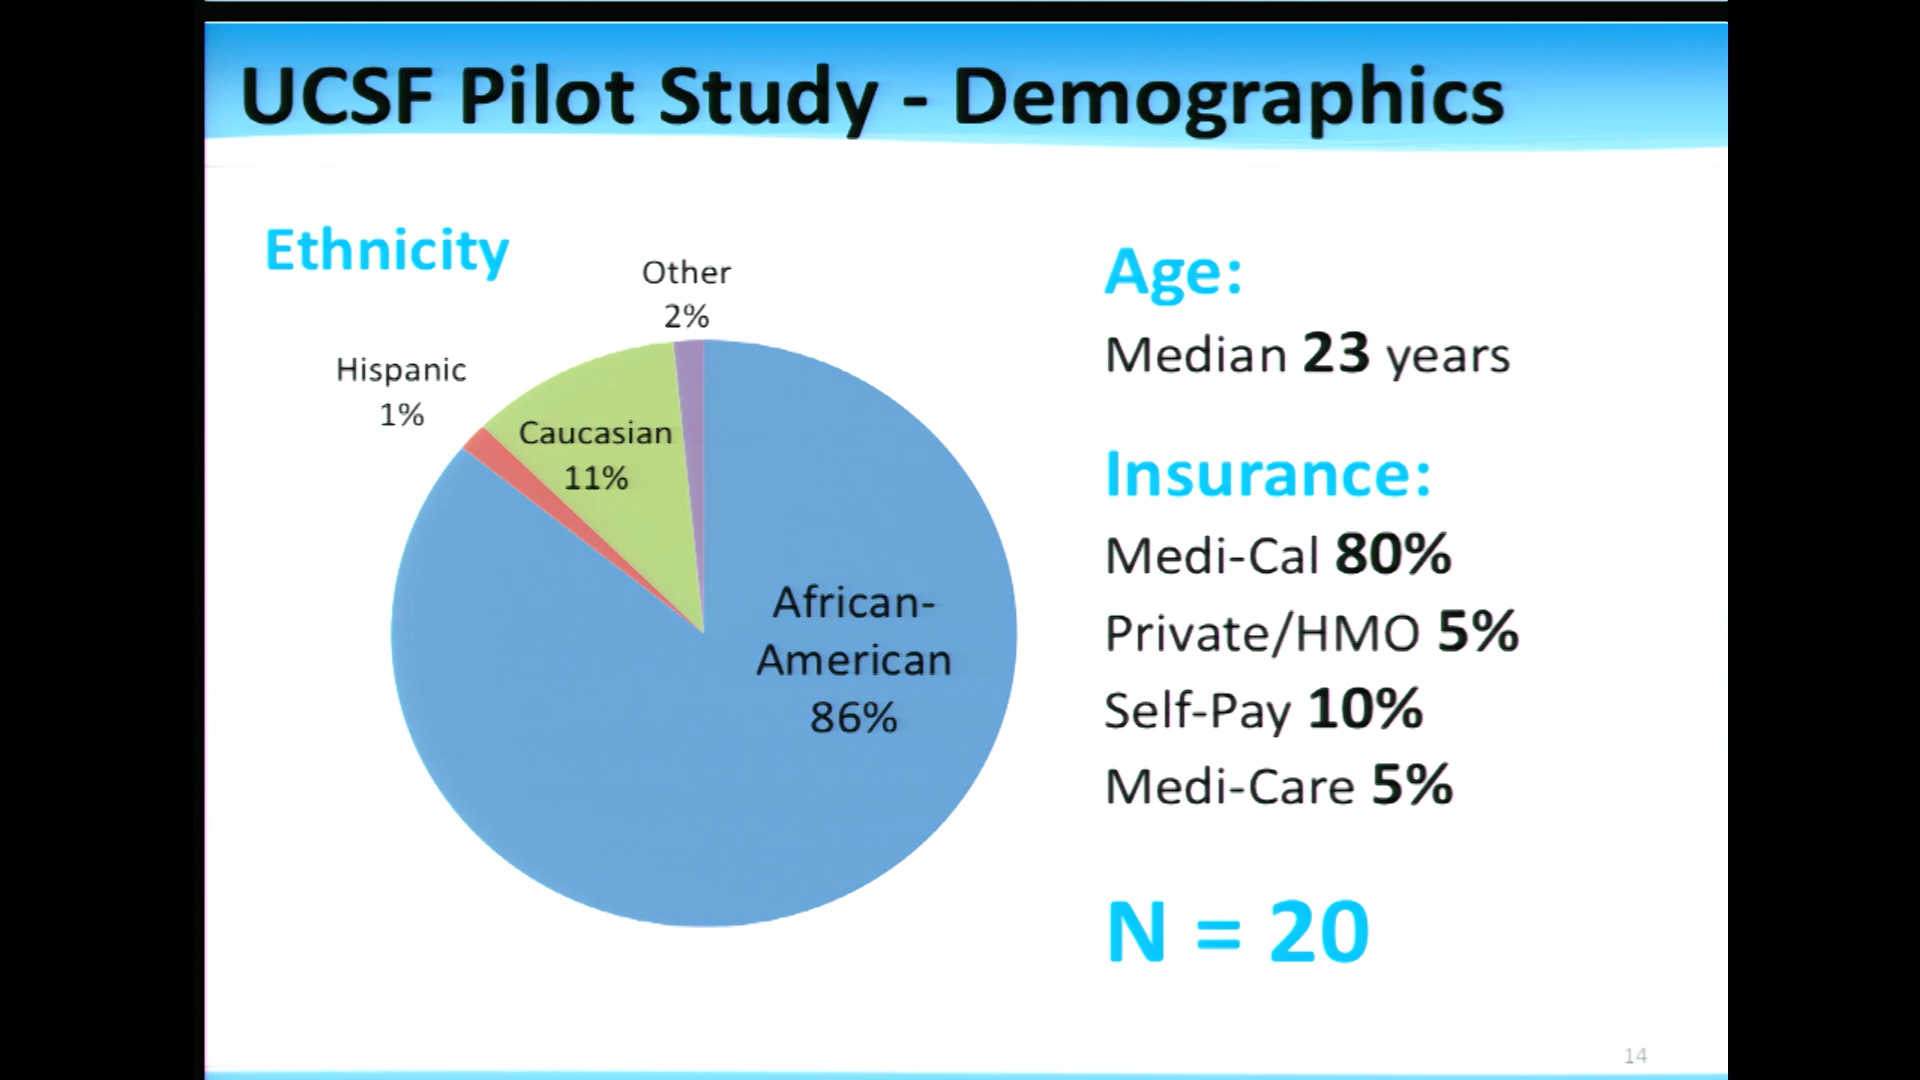 UCSF Pilot Study - Demographics
Ethnicity
Other
2%
Hispanic
1%
Caucasian
11%
African-
American
86%
Age:
Median 23 years
Insurance:
Medi-Cal 80%
Private/HMO 5%
Self-Pay 10%
Medi-Care 5%
N = 20
14